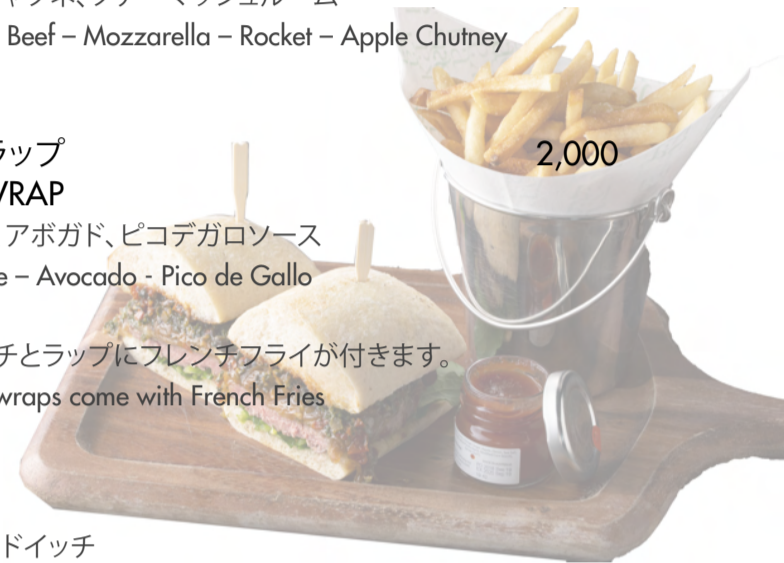 Beef – Mozzarella – Rocket – Apple Chutney
ラップ 2,000
WRAP
アボガド、ピコデガロソース
– Avocado - Pico de Gallo
チとラップにフレンチフライが付きます。
wraps come with French Fries
ドイッチ